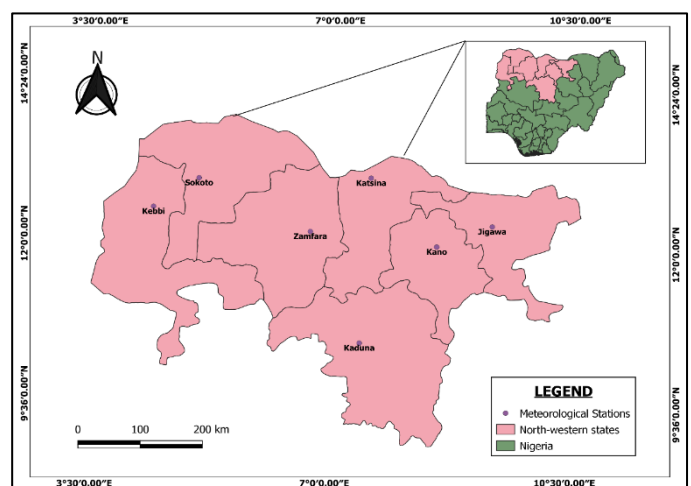 3°30′0.00″E 7°0′0.00″E 10°30′0.00″E
14°24′0.00″N
14°24′0.00″N
N
Sokoto
Katsina
Kebbi
Zamfara
Jigawa
Kano
12°0′0.00″N
12°0′0.00″N
Kaduna
9°36′0.00″N
9°36′0.00″N
LEGEND
Meteorological Stations
North-western states
Nigeria
0 100 200 km
3°30′0.00″E 7°0′0.00″E 10°30′0.00″E